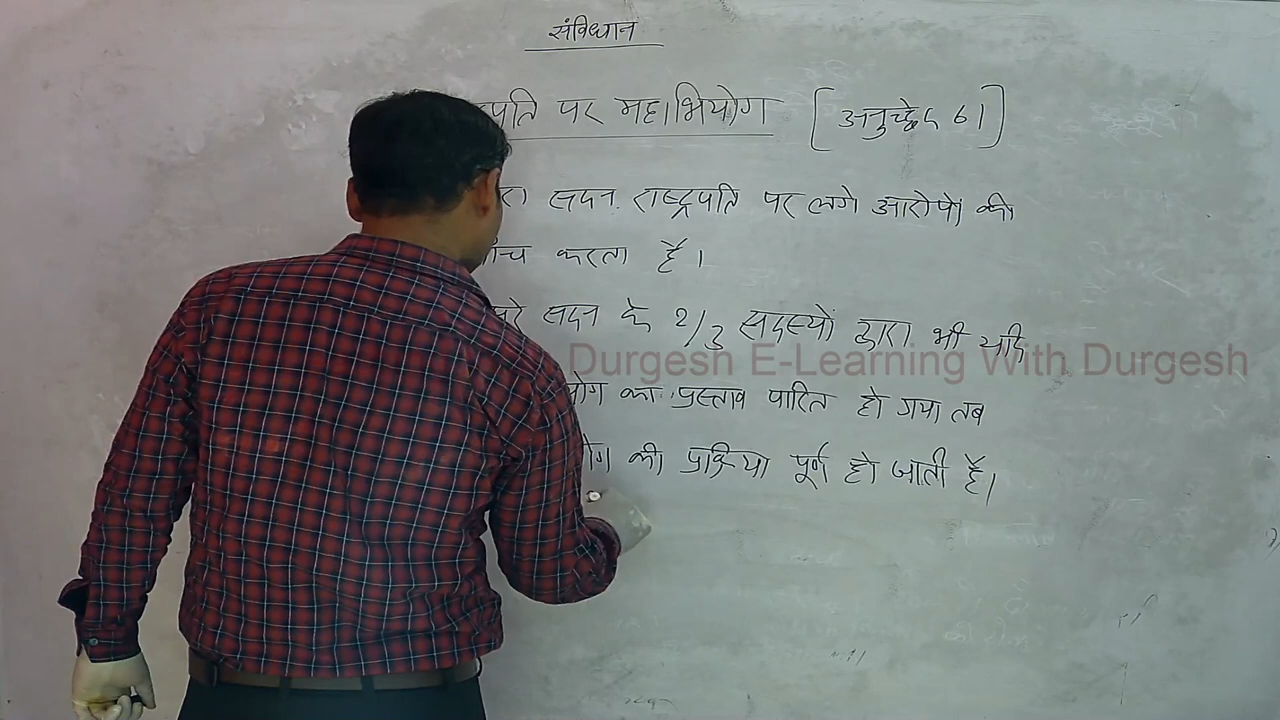 संविधान
पर महाभियोग [अनुच्छेद 61]
सदन राष्ट्रपति पर लगे आरोपों की
करता है।
सदन के 2/3 सदस्यों द्वारा भी यदि
Durgesh E-Learning With Durgesh
का प्रस्ताव पारित हो गया तब
की प्रक्रिया पूर्ण हो जाती है।